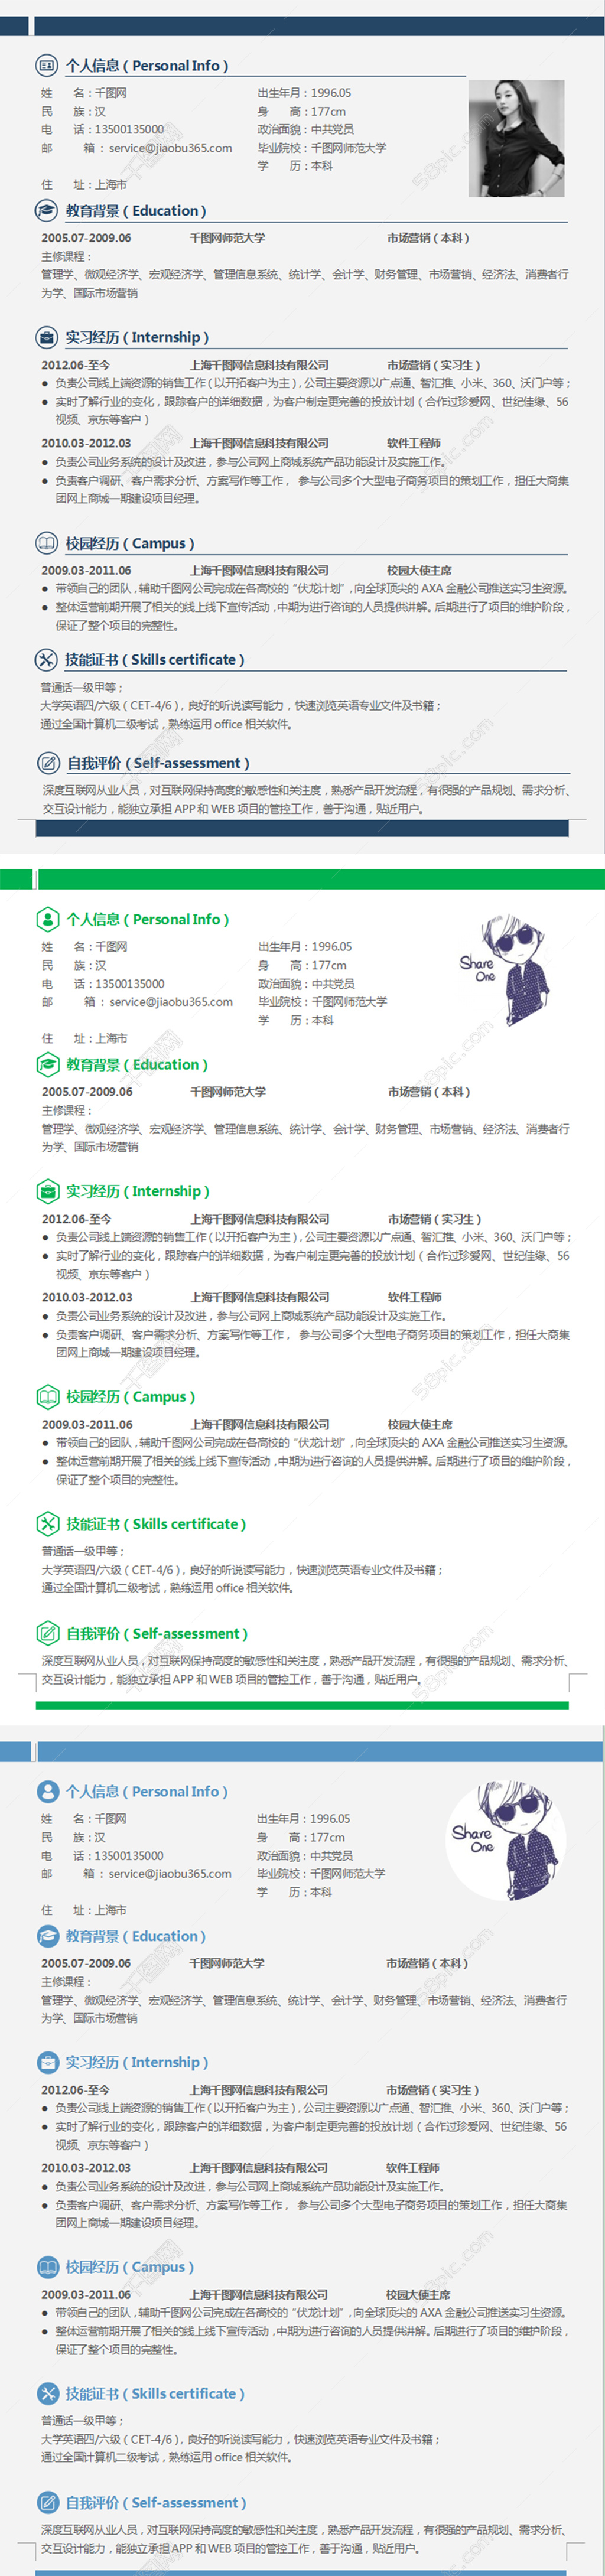 个人信息（Personal Info）
姓 名：千图网 出生年月：1996.05
民 族：汉 身 高：177cm
电 话：13500135000 政治面貌：中共党员
邮 箱：service@jiaobu365.com 毕业院校：千图网师范大学
学 历：本科
住 址：上海市
教育背景（Education）
2005.07-2009.06 千图网师范大学 市场营销（本科）
主修课程：
管理学、微观经济学、宏观经济学、管理信息系统、统计学、会计学、财务管理、市场营销、经济法、消费者行
为学、国际市场营销
实习经历（Internship）
2012.06-至今 上海千图网信息科技有限公司 市场营销（实习生）
● 负责公司线上端资源的销售工作（以开拓客户为主），公司主要资源以广点通、智汇推、小米、360、沃门户等；
● 实时了解行业的变化，跟踪客户的详细数据，为客户制定更完善的投放计划（合作过珍爱网、世纪佳缘、56
视频、京东等客户）
2010.03-2012.03 上海千图网信息科技有限公司 软件工程师
● 负责公司业务系统的设计及改进，参与公司网上商城系统产品功能设计及实施工作。
● 负责客户调研、客户需求分析、方案写作等工作， 参与公司多个大型电子商务项目的策划工作，担任大商集
团网上商城一期建设项目经理。
校园经历（Campus）
2009.03-2011.06 上海千图网信息科技有限公司 校园大使主席
● 带领自己的团队，辅助千图网公司完成在各高校的“伏龙计划”，向全球顶尖的 AXA 金融公司推送实习生资源。
● 整体运营前期开展了相关的线上线下宣传活动，中期为进行咨询的人员提供讲解。后期进行了项目的维护阶段，
保证了整个项目的完整性。
技能证书（Skills certificate）
普通话一级甲等；
大学英语四/六级（CET-4/6），良好的听说读写能力，快速浏览英语专业文件及书籍；
通过全国计算机二级考试，熟练运用 office 相关软件。
自我评价（Self-assessment）
深度互联网从业人员，对互联网保持高度的敏感性和关注度，熟悉产品开发流程，有很强的产品规划、需求分析、
交互设计能力，能独立承担 APP 和 WEB 项目的管控工作，善于沟通，贴近用户。
个人信息（Personal Info）
Share
One
姓 名：千图网 出生年月：1996.05
民 族：汉 身 高：177cm
电 话：13500135000 政治面貌：中共党员
邮 箱：service@jiaobu365.com 毕业院校：千图网师范大学
学 历：本科
住 址：上海市
教育背景（Education）
2005.07-2009.06 千图网师范大学 市场营销（本科）
主修课程：
管理学、微观经济学、宏观经济学、管理信息系统、统计学、会计学、财务管理、市场营销、经济法、消费者行
为学、国际市场营销
实习经历（Internship）
2012.06-至今 上海千图网信息科技有限公司 市场营销（实习生）
● 负责公司线上端资源的销售工作（以开拓客户为主），公司主要资源以广点通、智汇推、小米、360、沃门户等；
● 实时了解行业的变化，跟踪客户的详细数据，为客户制定更完善的投放计划（合作过珍爱网、世纪佳缘、56
视频、京东等客户）
2010.03-2012.03 上海千图网信息科技有限公司 软件工程师
● 负责公司业务系统的设计及改进，参与公司网上商城系统产品功能设计及实施工作。
● 负责客户调研、客户需求分析、方案写作等工作， 参与公司多个大型电子商务项目的策划工作，担任大商集
团网上商城一期建设项目经理。
校园经历（Campus）
2009.03-2011.06 上海千图网信息科技有限公司 校园大使主席
● 带领自己的团队，辅助千图网公司完成在各高校的“伏龙计划”，向全球顶尖的 AXA 金融公司推送实习生资源。
● 整体运营前期开展了相关的线上线下宣传活动，中期为进行咨询的人员提供讲解。后期进行了项目的维护阶段，
保证了整个项目的完整性。
技能证书（Skills certificate）
普通话一级甲等；
大学英语四/六级（CET-4/6），良好的听说读写能力，快速浏览英语专业文件及书籍；
通过全国计算机二级考试，熟练运用 office 相关软件。
自我评价（Self-assessment）
深度互联网从业人员，对互联网保持高度的敏感性和关注度，熟悉产品开发流程，有很强的产品规划、需求分析、
交互设计能力，能独立承担 APP 和 WEB 项目的管控工作，善于沟通，贴近用户。
个人信息（Personal Info）
Share
One
姓 名：千图网 出生年月：1996.05
民 族：汉 身 高：177cm
电 话：13500135000 政治面貌：中共党员
邮 箱：service@jiaobu365.com 毕业院校：千图网师范大学
学 历：本科
住 址：上海市
教育背景（Education）
2005.07-2009.06 千图网师范大学 市场营销（本科）
主修课程：
管理学、微观经济学、宏观经济学、管理信息系统、统计学、会计学、财务管理、市场营销、经济法、消费者行
为学、国际市场营销
实习经历（Internship）
2012.06-至今 上海千图网信息科技有限公司 市场营销（实习生）
● 负责公司线上端资源的销售工作（以开拓客户为主），公司主要资源以广点通、智汇推、小米、360、沃门户等；
● 实时了解行业的变化，跟踪客户的详细数据，为客户制定更完善的投放计划（合作过珍爱网、世纪佳缘、56
视频、京东等客户）
2010.03-2012.03 上海千图网信息科技有限公司 软件工程师
● 负责公司业务系统的设计及改进，参与公司网上商城系统产品功能设计及实施工作。
● 负责客户调研、客户需求分析、方案写作等工作， 参与公司多个大型电子商务项目的策划工作，担任大商集
团网上商城一期建设项目经理。
校园经历（Campus）
2009.03-2011.06 上海千图网信息科技有限公司 校园大使主席
● 带领自己的团队，辅助千图网公司完成在各高校的“伏龙计划”，向全球顶尖的 AXA 金融公司推送实习生资源。
● 整体运营前期开展了相关的线上线下宣传活动，中期为进行咨询的人员提供讲解。后期进行了项目的维护阶段，
保证了整个项目的完整性。
技能证书（Skills certificate）
普通话一级甲等；
大学英语四/六级（CET-4/6），良好的听说读写能力，快速浏览英语专业文件及书籍；
通过全国计算机二级考试，熟练运用 office 相关软件。
自我评价（Self-assessment）
深度互联网从业人员，对互联网保持高度的敏感性和关注度，熟悉产品开发流程，有很强的产品规划、需求分析、
交互设计能力，能独立承担 APP 和 WEB 项目的管控工作，善于沟通，贴近用户。